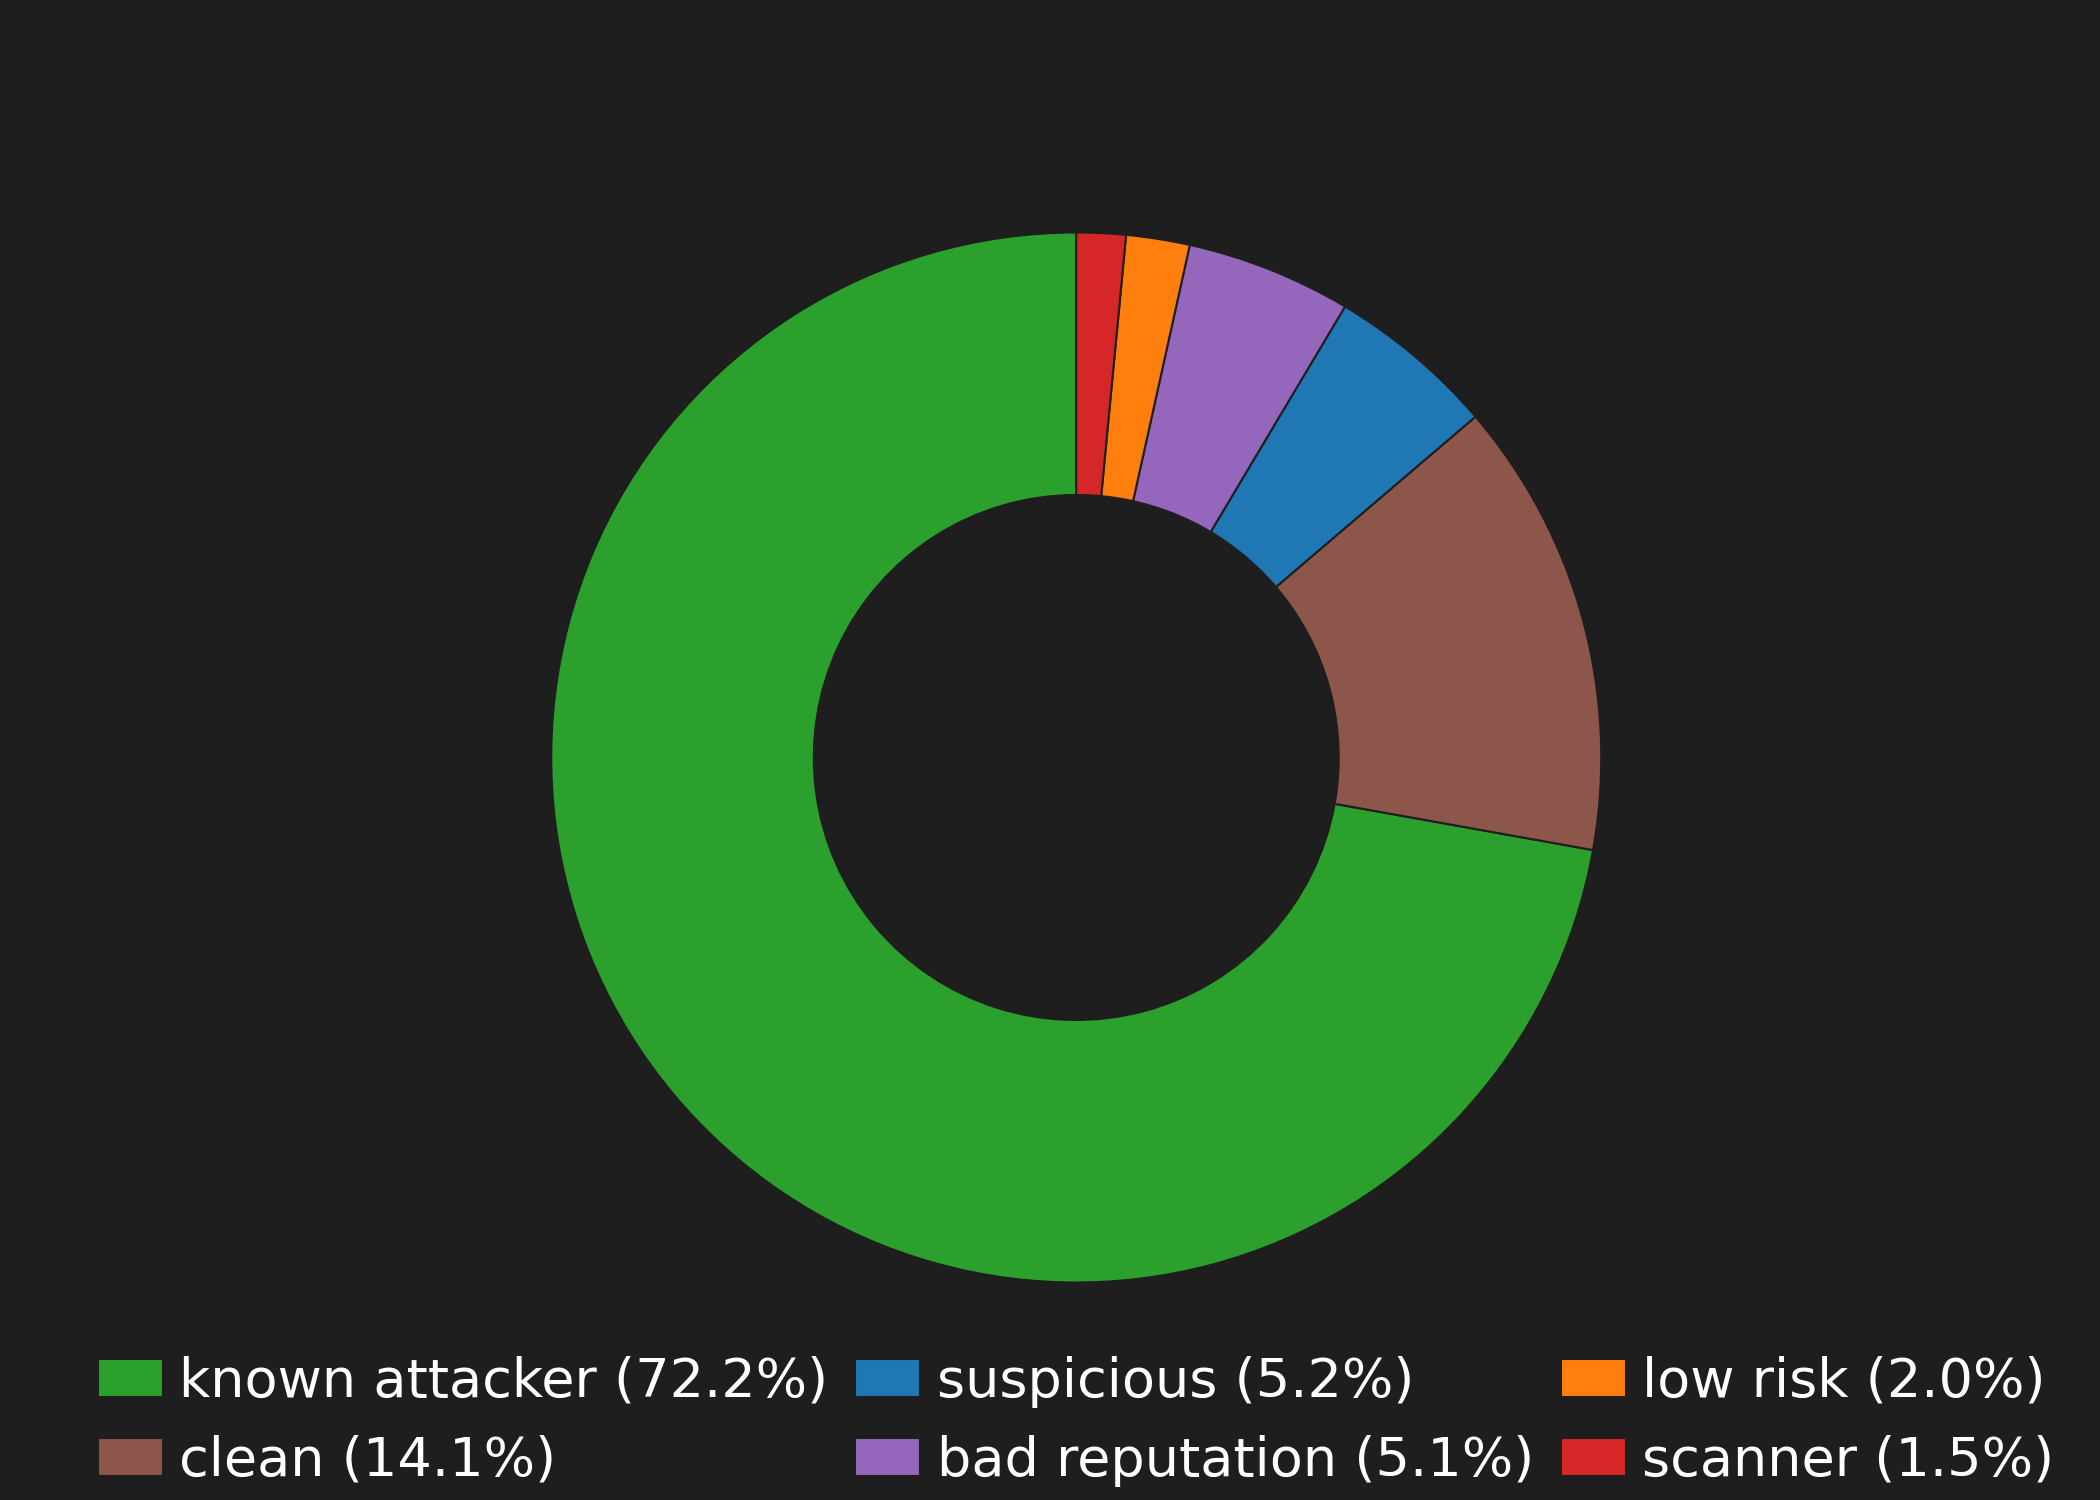 known attacker (72.2%)
clean (14.1%)
suspicious (5.2%)
bad reputation (5.1%)
low risk (2.0%)
scanner (1.5%)